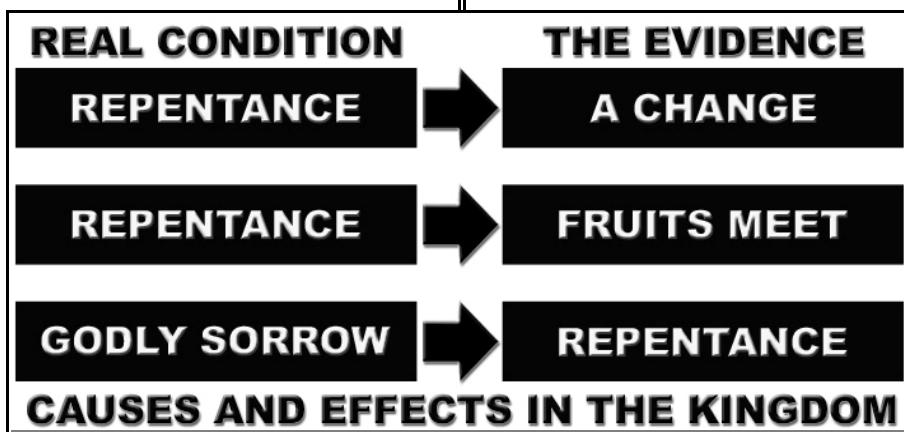 REAL CONDITION THE EVIDENCE
REPENTANCE A CHANGE
REPENTANCE FRUITS MEET
GODLY SORROW REPENTANCE
CAUSES AND EFFECTS IN THE KINGDOM